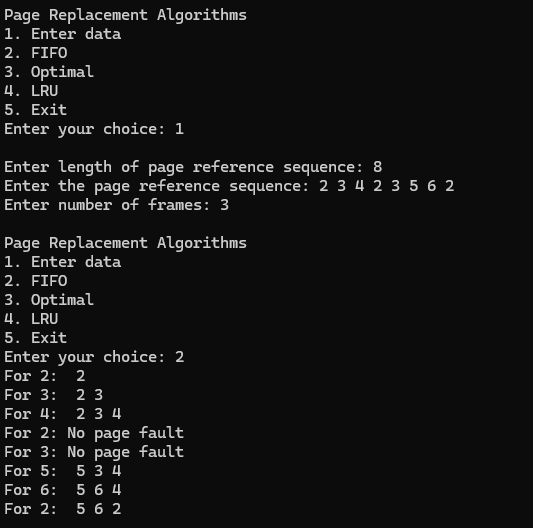 Page Replacement Algorithms
1. Enter data
2. FIFO
3. Optimal
4. LRU
5. Exit
Enter your choice: 1
Enter length of page reference sequence: 8
Enter the page reference sequence: 2 3 4 2 3 5 6 2
Enter number of frames: 3
Page Replacement Algorithms
1. Enter data
2. FIFO
3. Optimal
4. LRU
5. Exit
Enter your choice: 2
For 2:  2
For 3:  2 3
For 4:  2 3 4
For 2: No page fault
For 3: No page fault
For 5:  5 3 4
For 6:  5 6 4
For 2:  5 6 2